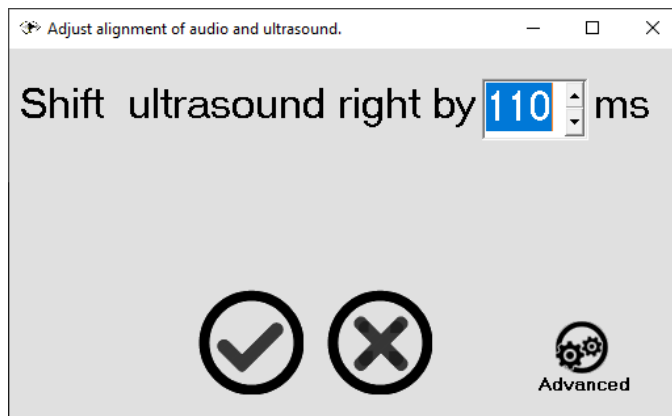 Adjust alignment of audio and ultrasound.
Shift ultrasound right by 110 ms
Advanced